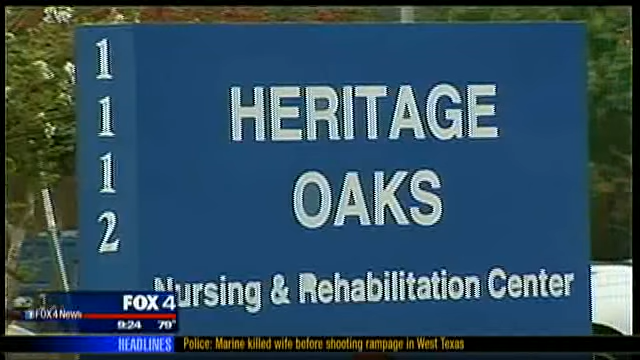 1112
HERITAGE
OAKS
Nursing & Rehabilitation Center
FOX 4
FOX4News
9:24 79°
HEADLINES Police: Marine killed wife before shooting rampage in West Texas